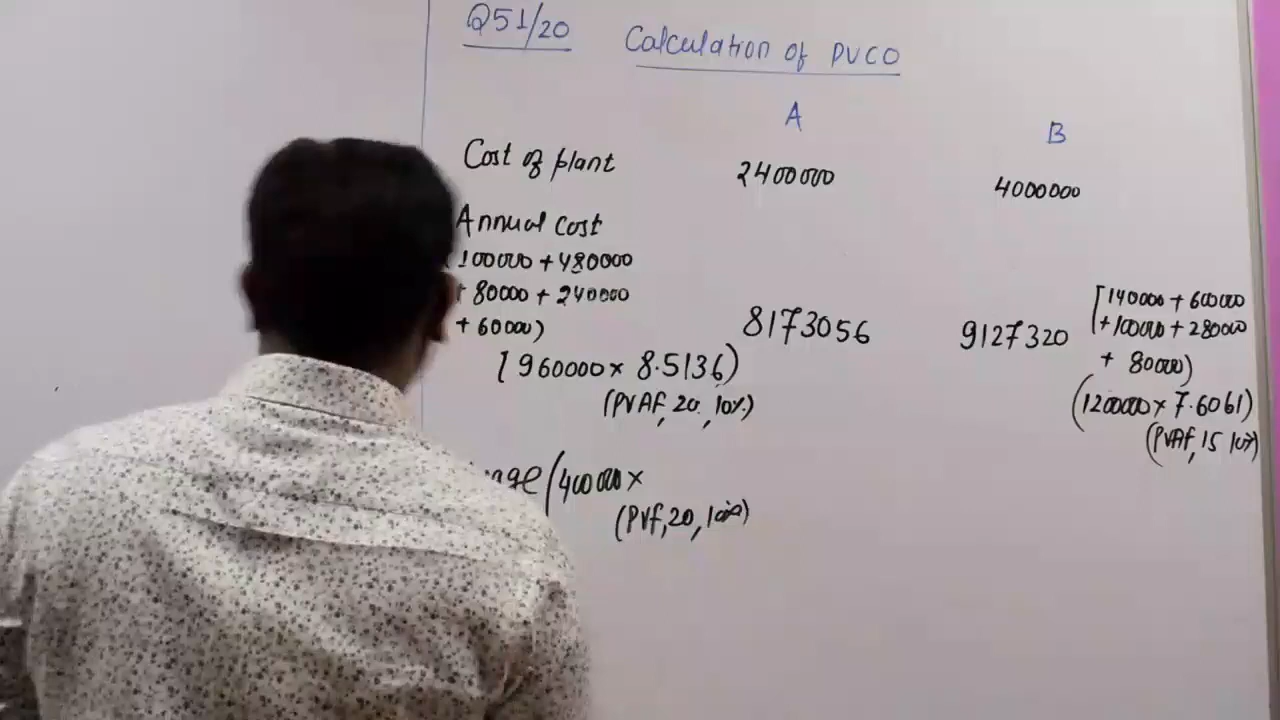 Q51/20 Calculation of PVCO
A B
Cost of plant 2400000 4000000
Annual cost
100000 + 480000
+ 80000 + 240000
+ 60000)
8173056 9127320
[140000 + 600000
+100000 + 280000
+ 80000)
[960000 x 8.5136)
(PVAf, 20, 10%)
(1200000 x 7.6061)
(PVAf, 15 10%)
(400000 x
(PVf, 20, 10%)